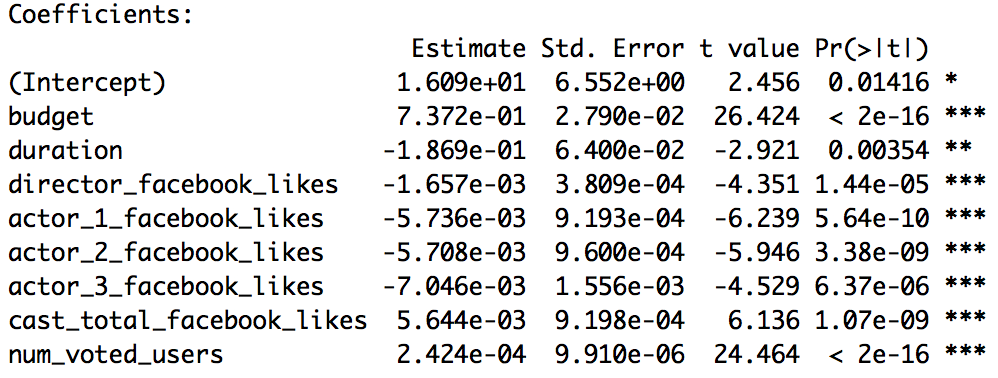 Coefficients:
Estimate Std. Error t value Pr(>|t|)
(Intercept) 1.609e+01 6.552e+00 2.456 0.01416 *
budget 7.372e-01 2.790e-02 26.424 < 2e-16 ***
duration -1.869e-01 6.400e-02 -2.921 0.00354 **
director_facebook_likes -1.657e-03 3.809e-04 -4.351 1.44e-05 ***
actor_1_facebook_likes -5.733e-03 9.193e-04 -6.239 5.64e-10 ***
actor_2_facebook_likes -5.708e-03 9.600e-04 -5.946 3.38e-09 ***
actor_3_facebook_likes -7.046e-03 1.556e-03 -4.529 6.37e-06 ***
cast_total_facebook_likes 5.644e-03 9.198e-04 6.136 1.07e-09 ***
num_voted_users 2.424e-04 9.910e-06 24.464 < 2e-16 ***